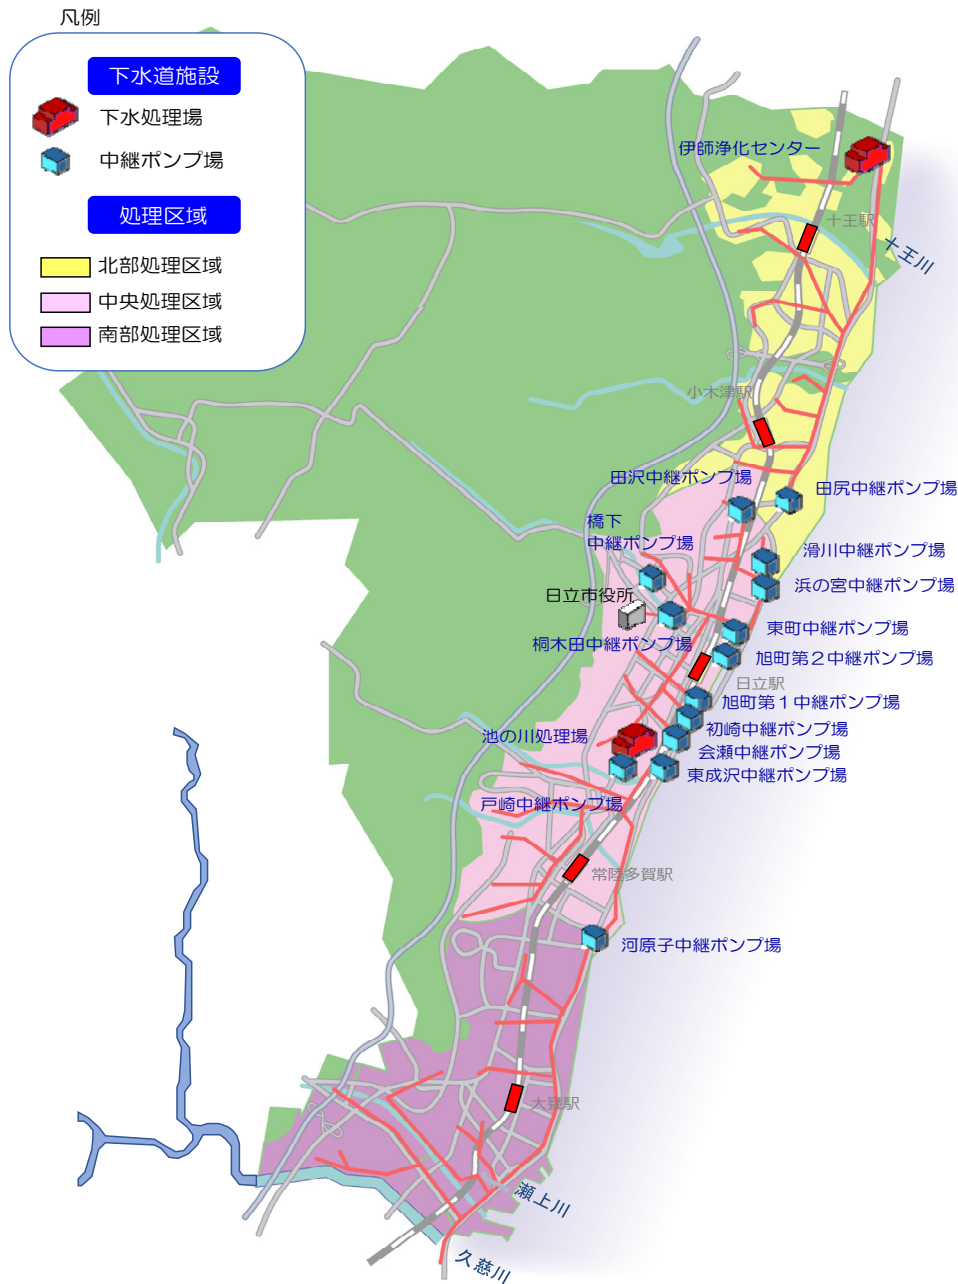 凡例
下水道施設
下水処理場
中継ポンプ場
処理区域
北部処理区域
中央処理区域
南部処理区域
伊師浄化センター
十王駅
十王川
小木津駅
田沢中継ポンプ場
田尻中継ポンプ場
橋下
中継ポンプ場
滑川中継ポンプ場
浜の宮中継ポンプ場
日立市役所
東町中継ポンプ場
桐木田中継ポンプ場
旭町第2中継ポンプ場
日立駅
旭町第1中継ポンプ場
初崎中継ポンプ場
池の川処理場
会瀬中継ポンプ場
東成沢中継ポンプ場
戸崎中継ポンプ場
常陸多賀駅
河原子中継ポンプ場
大甕駅
瀬上川
久慈川